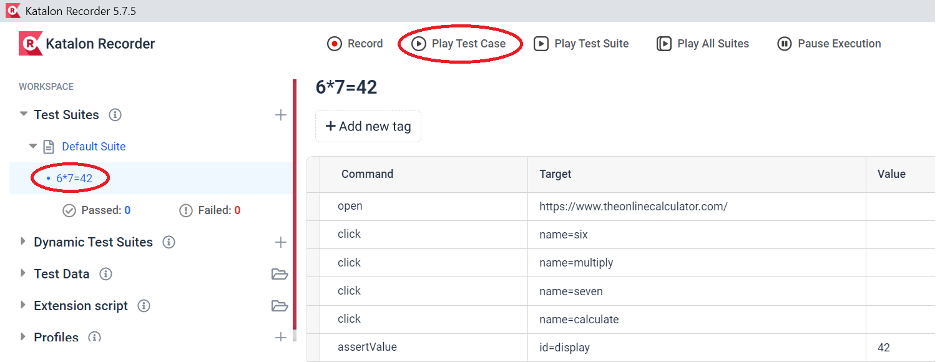 Katalon Recorder 5.7.5
Katalon Recorder
Record
Play Test Case
Play Test Suite
Play All Suites
Pause Execution
WORKSPACE
Test Suites
Default Suite
6*7=42
Passed: 0 Failed: 0
Dynamic Test Suites
Test Data
Extension script
Profiles
6*7=42
+ Add new tag
Command Target Value
open https://www.theonlinecalculator.com/
click name=six
click name=multiply
click name=seven
click name=calculate
assertValue id=display 42